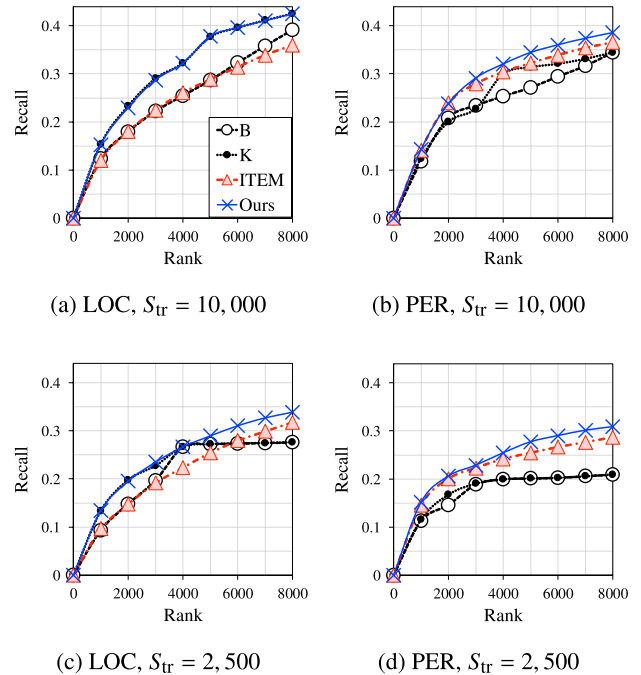 0.4
0.3
0.2
0.1
0
Recall
0 2000 4000 6000 8000
Rank
B
K
ITEM
Ours
(a) LOC, Str = 10,000
0.4
0.3
0.2
0.1
0
Recall
0 2000 4000 6000 8000
Rank
(b) PER, Str = 10,000
0.4
0.3
0.2
0.1
0
Recall
0 2000 4000 6000 8000
Rank
(c) LOC, Str = 2,500
0.4
0.3
0.2
0.1
0
Recall
0 2000 4000 6000 8000
Rank
(d) PER, Str = 2,500